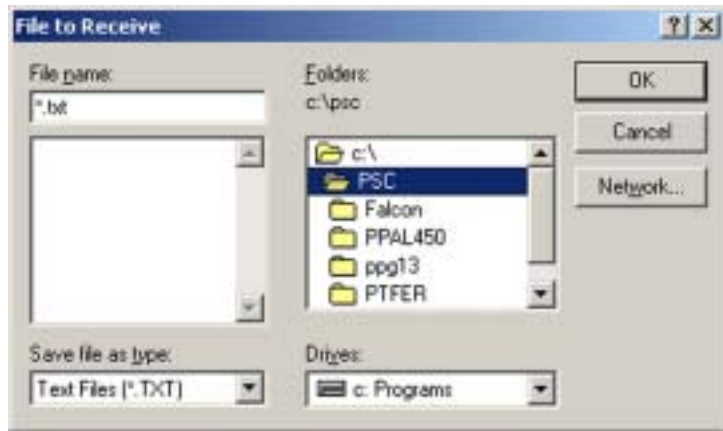 File to Receive
File name:
*.txt
Save file as type:
Text Files (*.TXT)
Folders:
c:\psc
c:\
PSC
Falcon
PPAL450
ppg13
PTFER
Drives:
c: Programs
OK
Cancel
Network...